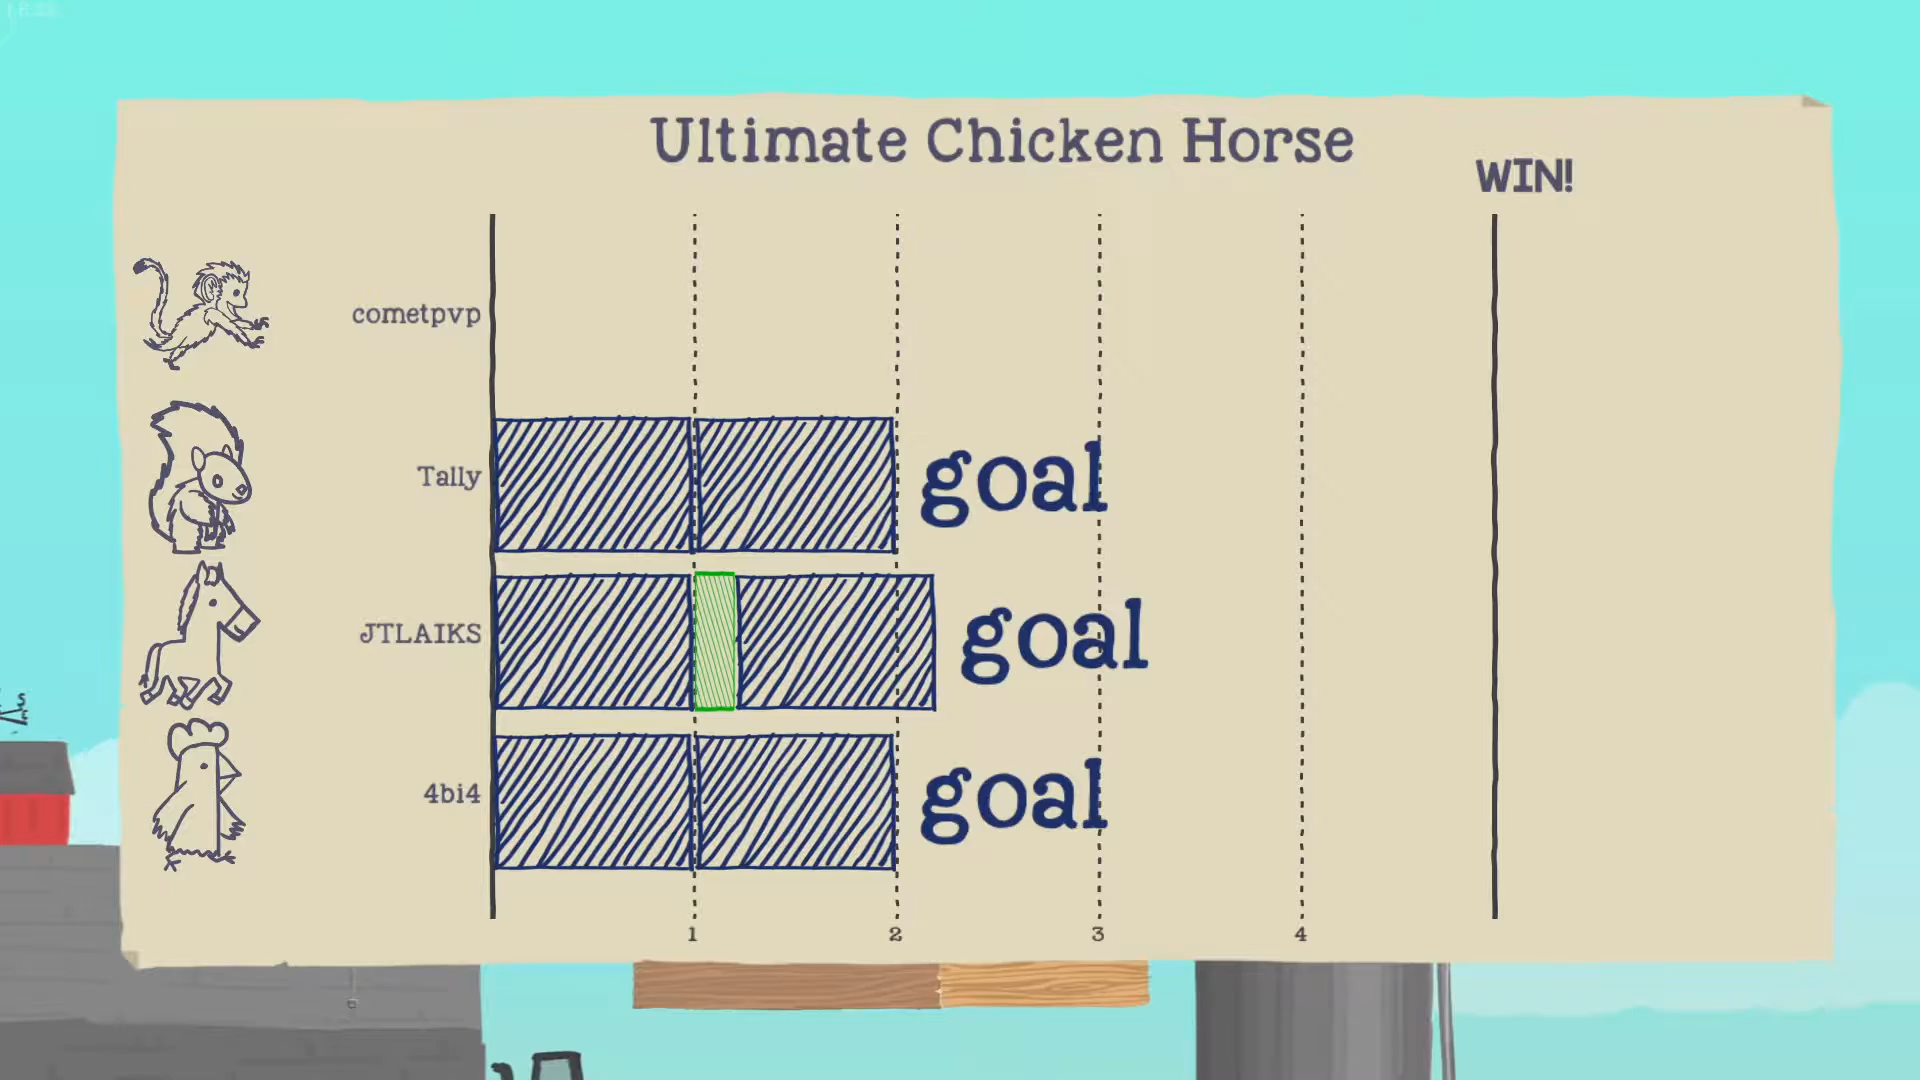 Ultimate Chicken Horse
WIN!
cometpvp
Tally
goal
JTLAIKS
goal
4bi4
goal
1 2 3 4